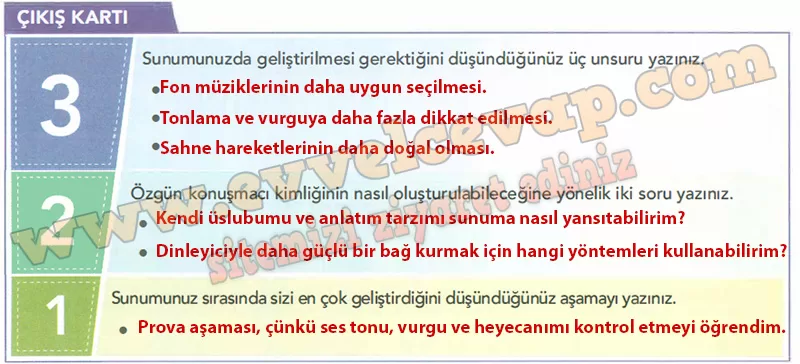 ÇIKIŞ KARTI
3
Sunumunuzda geliştirilmesi gerektiğini düşündüğünüz üç unsuru yazınız.
•Fon müziklerinin daha uygun seçilmesi.
•Tonlama ve vurguya daha fazla dikkat edilmesi.
•Sahne hareketlerinin daha doğal olması.
2
Özgün konuşmacı kimliğinin nasıl oluşturulabileceğine yönelik iki soru yazınız.
• Kendi üslubumu ve anlatım tarzımı sunuma nasıl yansıtabilirim?
• Dinleyiciyle daha güçlü bir bağ kurmak için hangi yöntemleri kullanabilirim?
1
Sunumunuz sırasında sizi en çok geliştirdiğini düşündüğünüz aşamayı yazınız.
• Prova aşaması, çünkü ses tonu, vurgu ve heyecanımı kontrol etmeyi öğrendim.
www.evvelcevap.com
sitemizi ziyaret ediniz